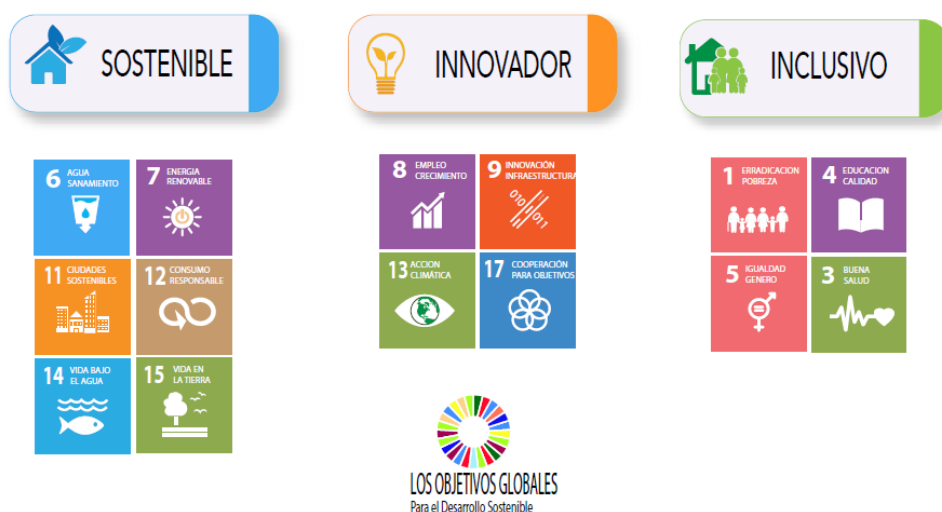 SOSTENIBLE
6 AGUA
SANAMIENTO
7 ENERGIA
RENOVABLE
11 CIUDADES
SOSTENIBLES
12 CONSUMO
RESPONSABLE
14 VIDA BAJO
EL AGUA
15 VIDA EN
LA TIERRA
INNOVADOR
8 EMPLEO
CRECIMIENTO
9 INNOVACIÓN
INFRAESTRUCTURA
010
011
13 ACCION
CLIMÁTICA
17 COOPERACIÓN
PARA OBJETIVOS
INCLUSIVO
1 ERRADICACION
POBREZA
4 EDUCACION
CALIDAD
5 IGUALDAD
GENERO
3 BUENA
SALUD
LOS OBJETIVOS GLOBALES
Para el Desarrollo Sostenible